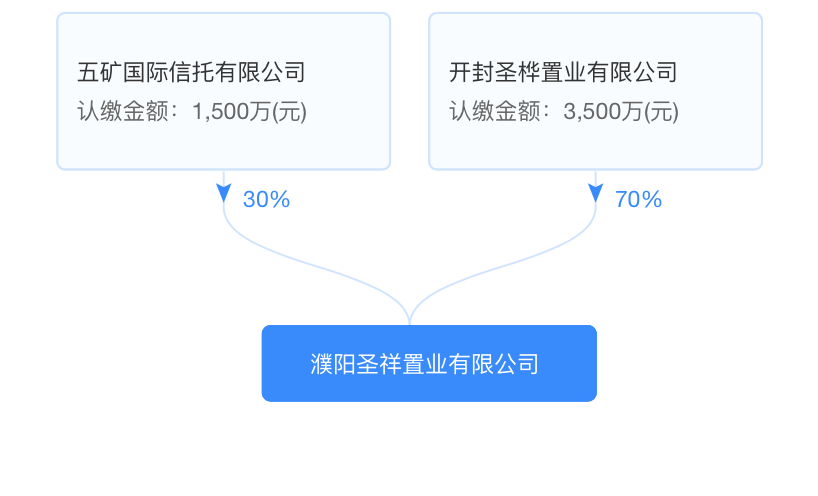 五矿国际信托有限公司
认缴金额：1,500万(元)
开封圣桦置业有限公司
认缴金额：3,500万(元)
30%
70%
濮阳圣祥置业有限公司